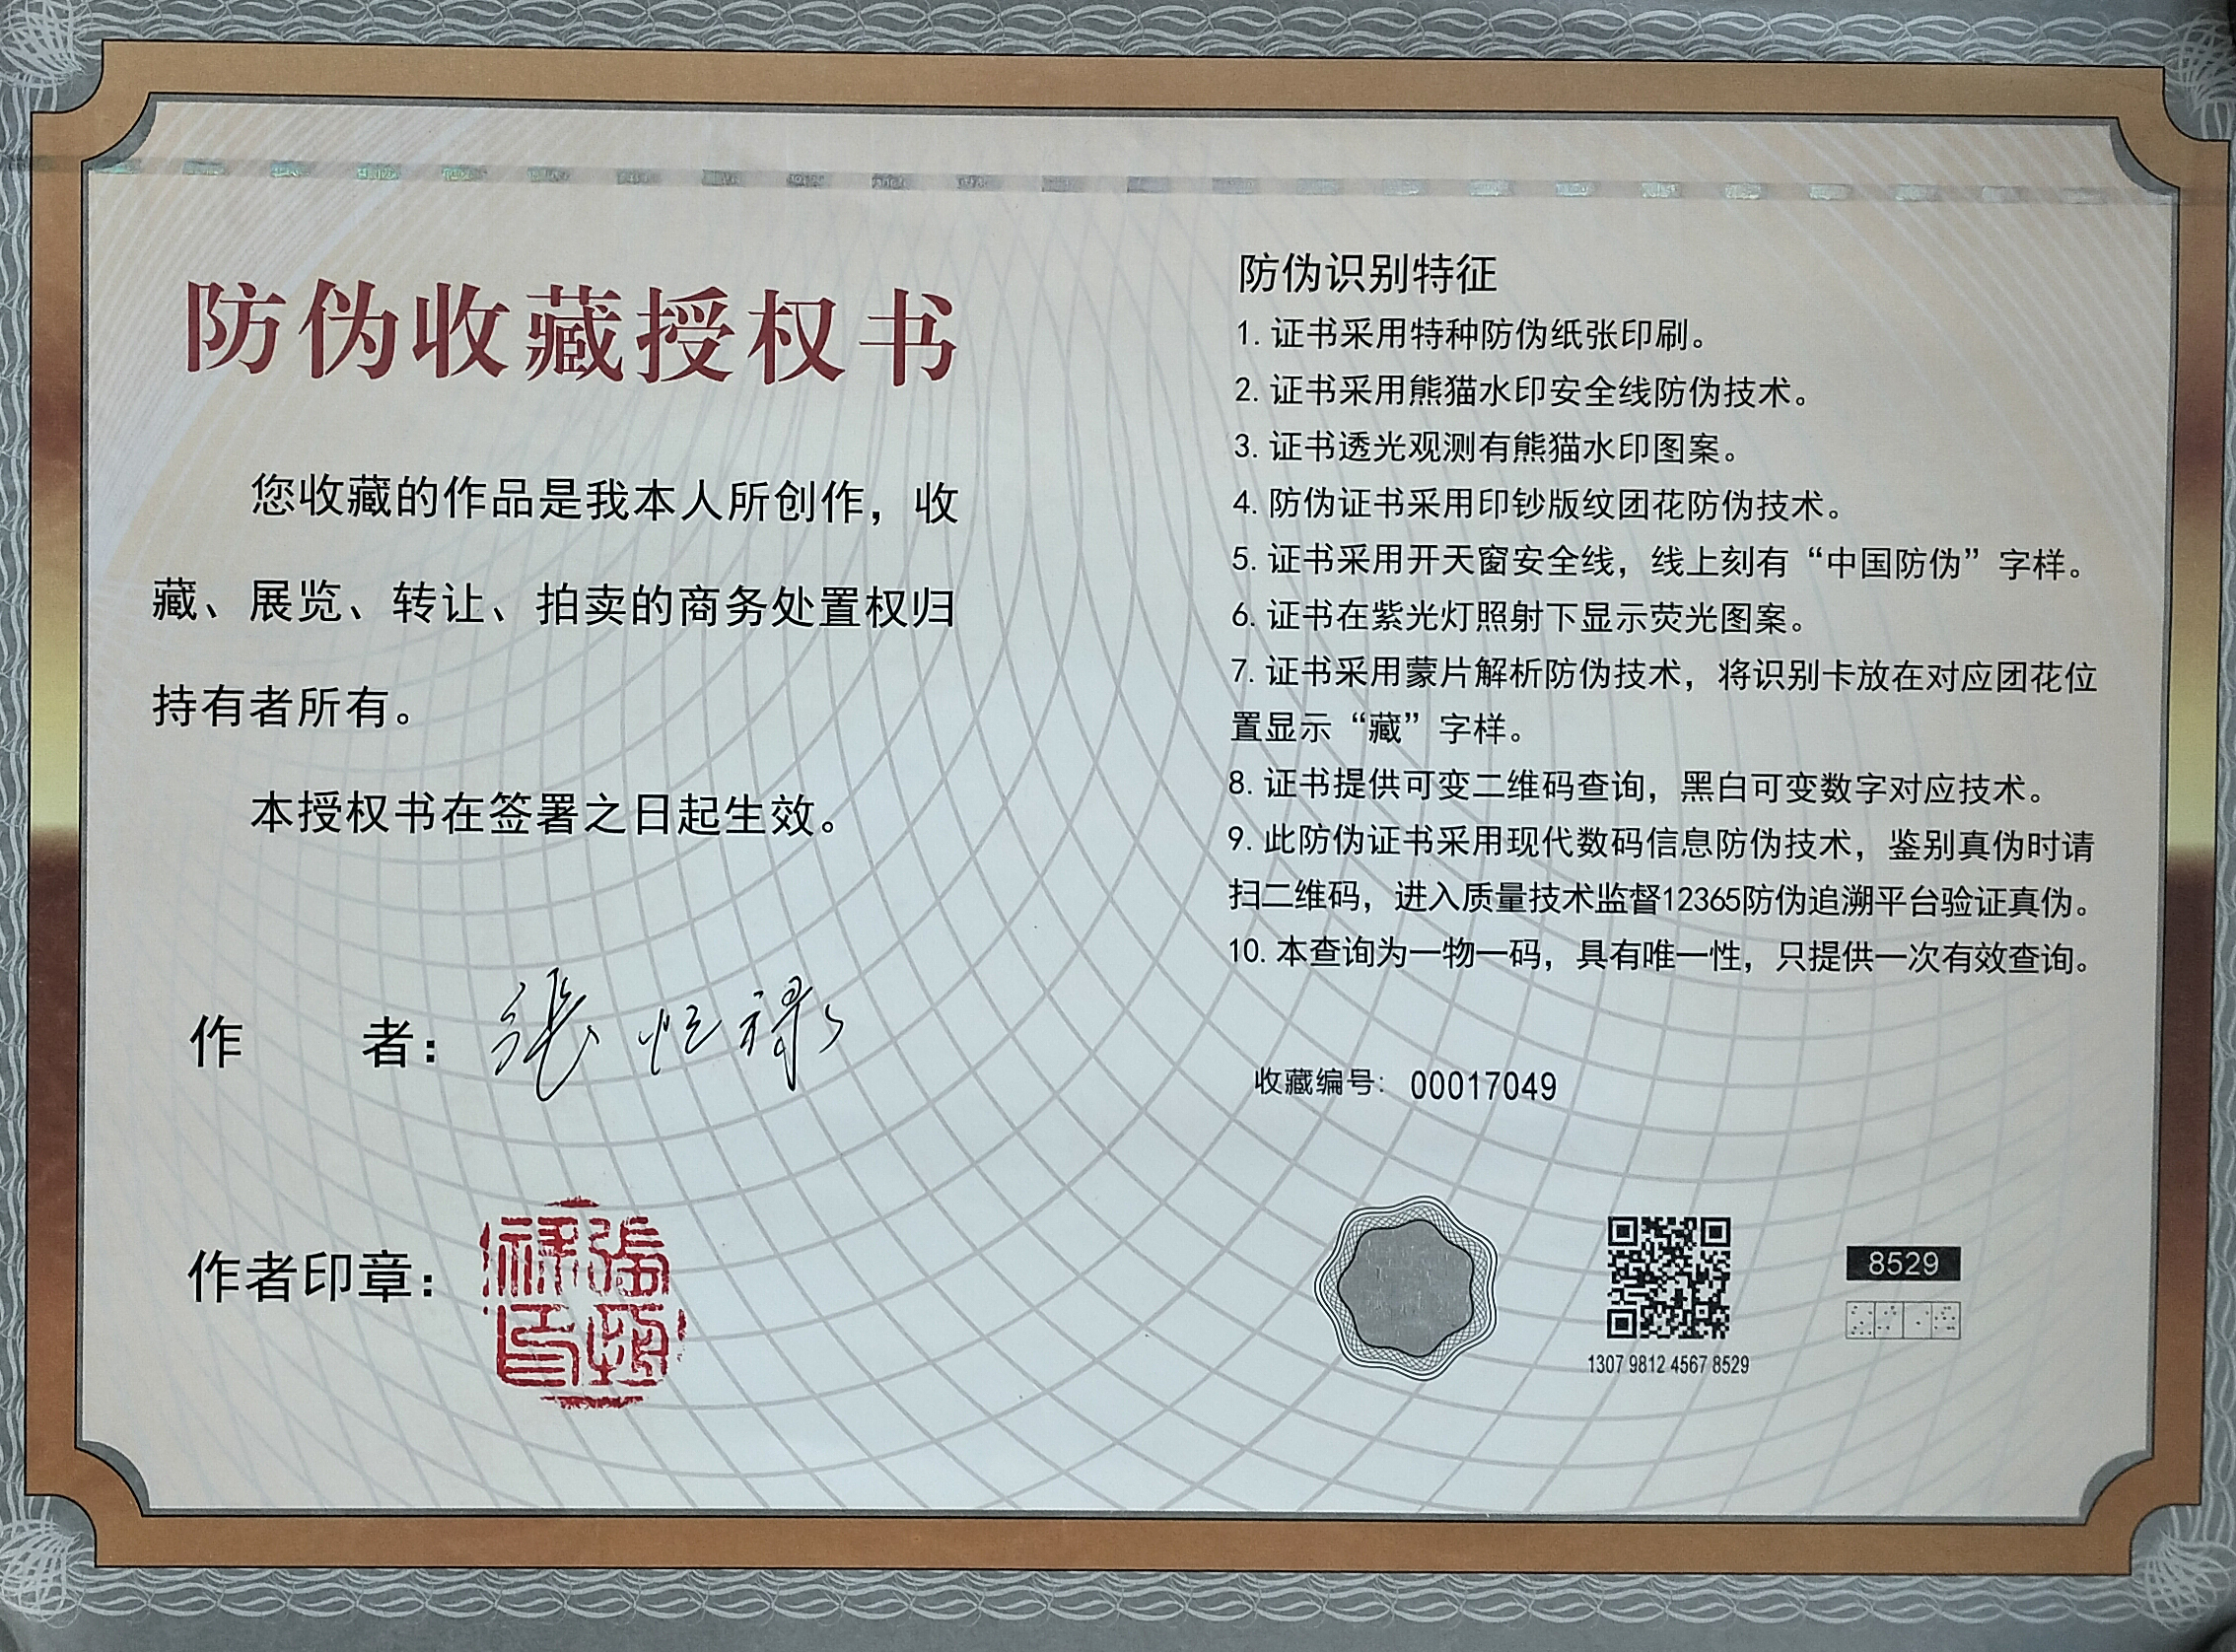 防伪收藏授权书
您收藏的作品是我本人所创作，收
藏、展览、转让、拍卖的商务处置权归
持有者所有。
本授权书在签署之日起生效。
作 者：張恒禄
作者印章：
防伪识别特征
1. 证书采用特种防伪纸张印刷。
2. 证书采用熊猫水印安全线防伪技术。
3. 证书透光观测有熊猫水印图案。
4. 防伪证书采用印钞版纹团花防伪技术。
5. 证书采用开天窗安全线，线上刻有“中国防伪”字样。
6. 证书在紫光灯照射下显示荧光图案。
7. 证书采用蒙片解析防伪技术，将识别卡放在对应团花位
置显示“藏”字样。
8. 证书提供可变二维码查询，黑白可变数字对应技术。
9. 此防伪证书采用现代数码信息防伪技术，鉴别真伪时请
扫二维码，进入质量技术监督12365防伪追溯平台验证真伪。
10. 本查询为一物一码，具有唯一性，只提供一次有效查询。
收藏编号: 00017049
8529
1307 9812 4567 8529